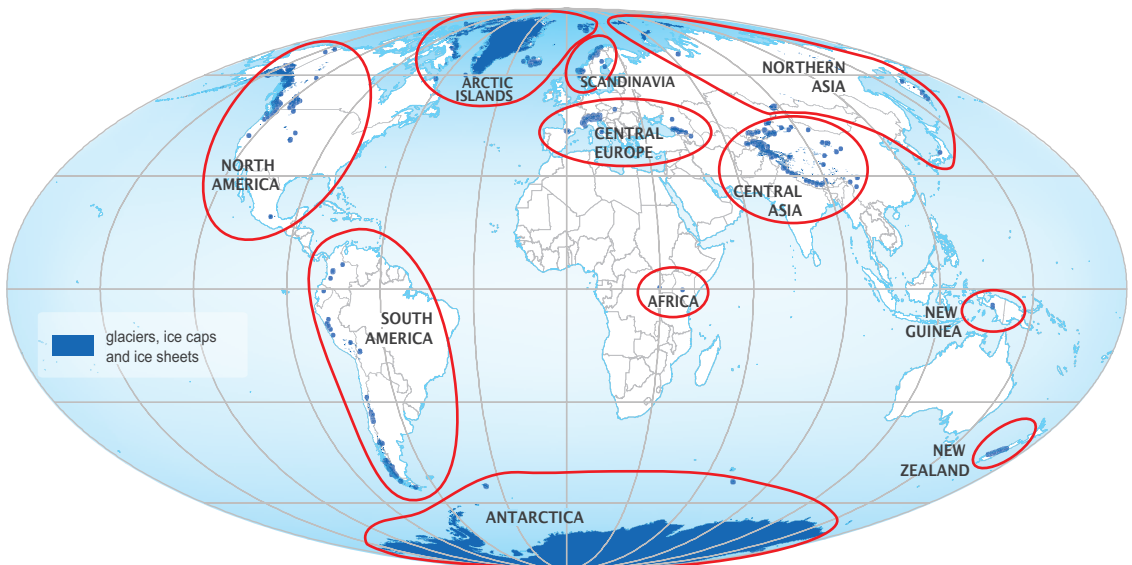 ARCTIC
ISLANDS
SCANDINAVIA
NORTHERN
ASIA
CENTRAL
EUROPE
NORTH
AMERICA
CENTRAL
ASIA
AFRICA
NEW
GUINEA
SOUTH
AMERICA
glaciers, ice caps
and ice sheets
NEW
ZEALAND
ANTARCTICA